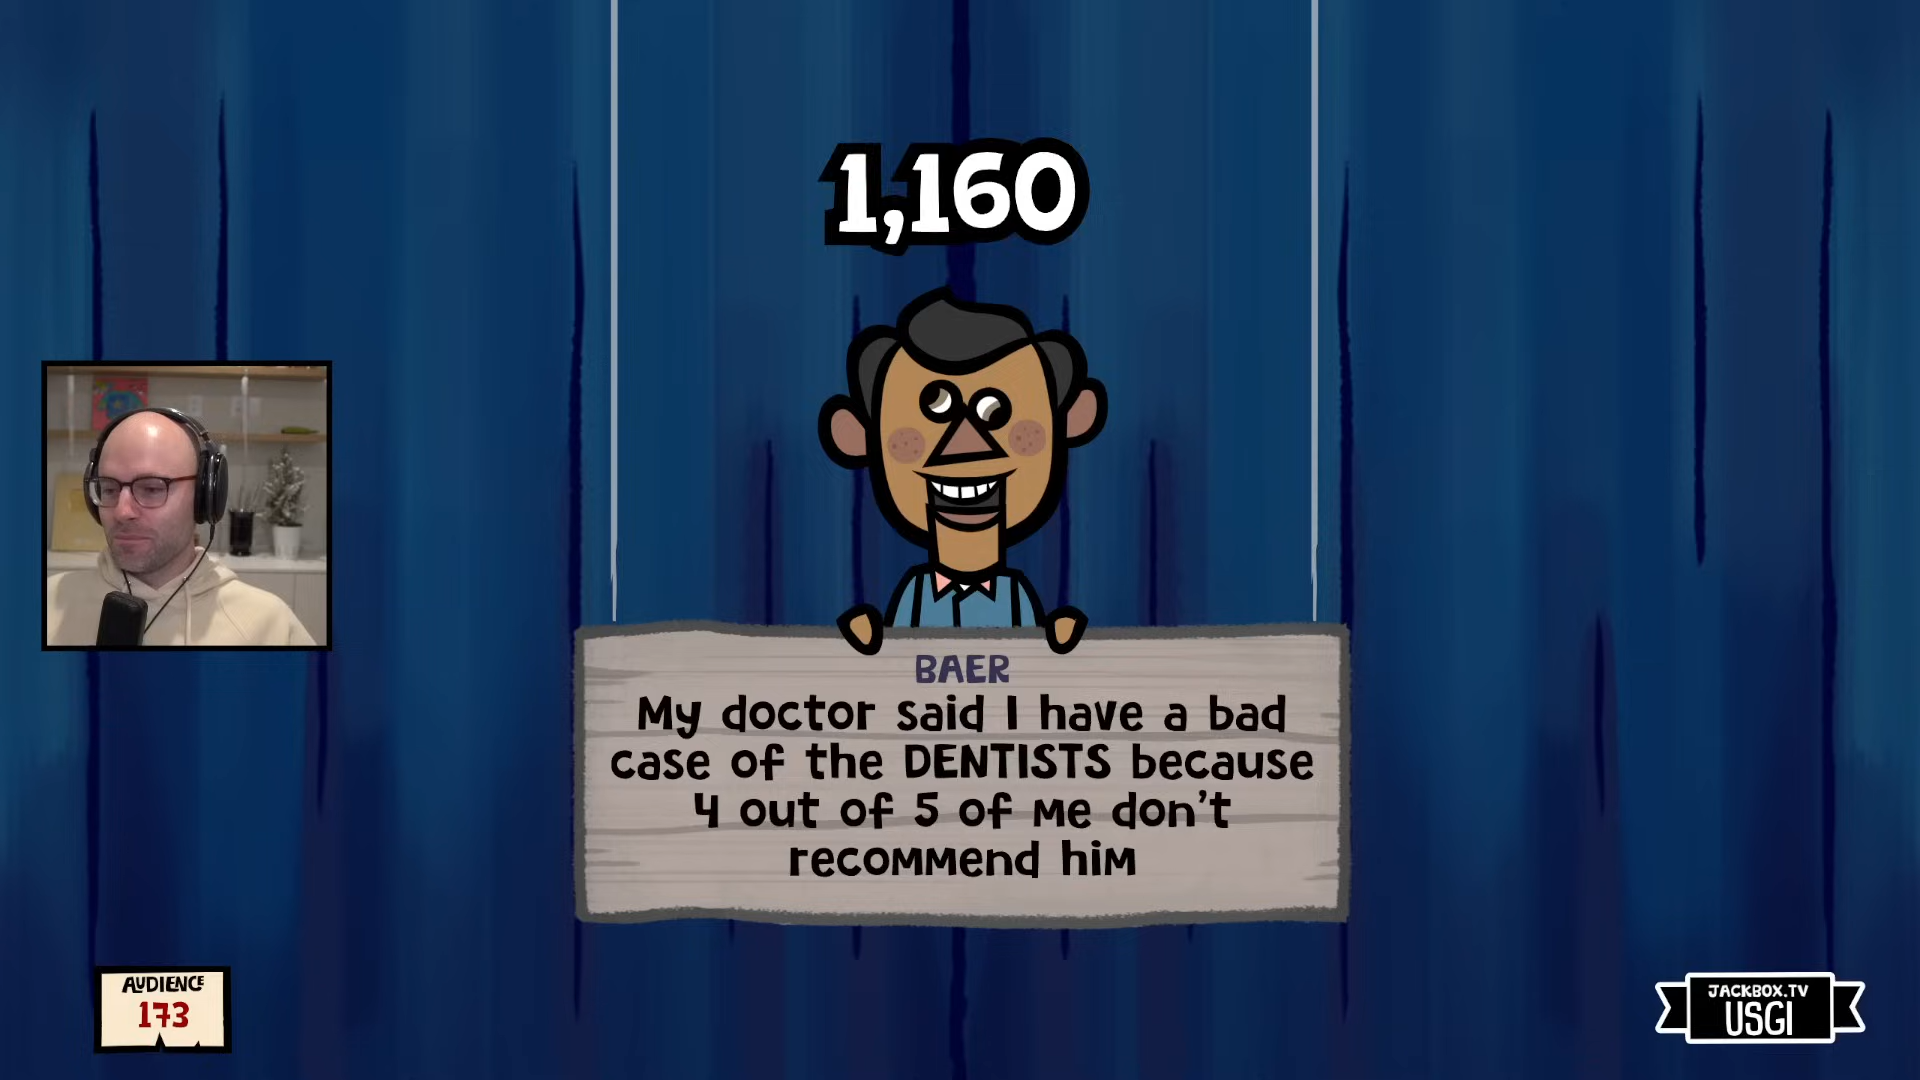 1,160
BAER
My doctor said I have a bad
case of the DENTISTS because
4 out of 5 of me don't
recommend him
AUDIENCE
173
JACKBOX.TV
USGI